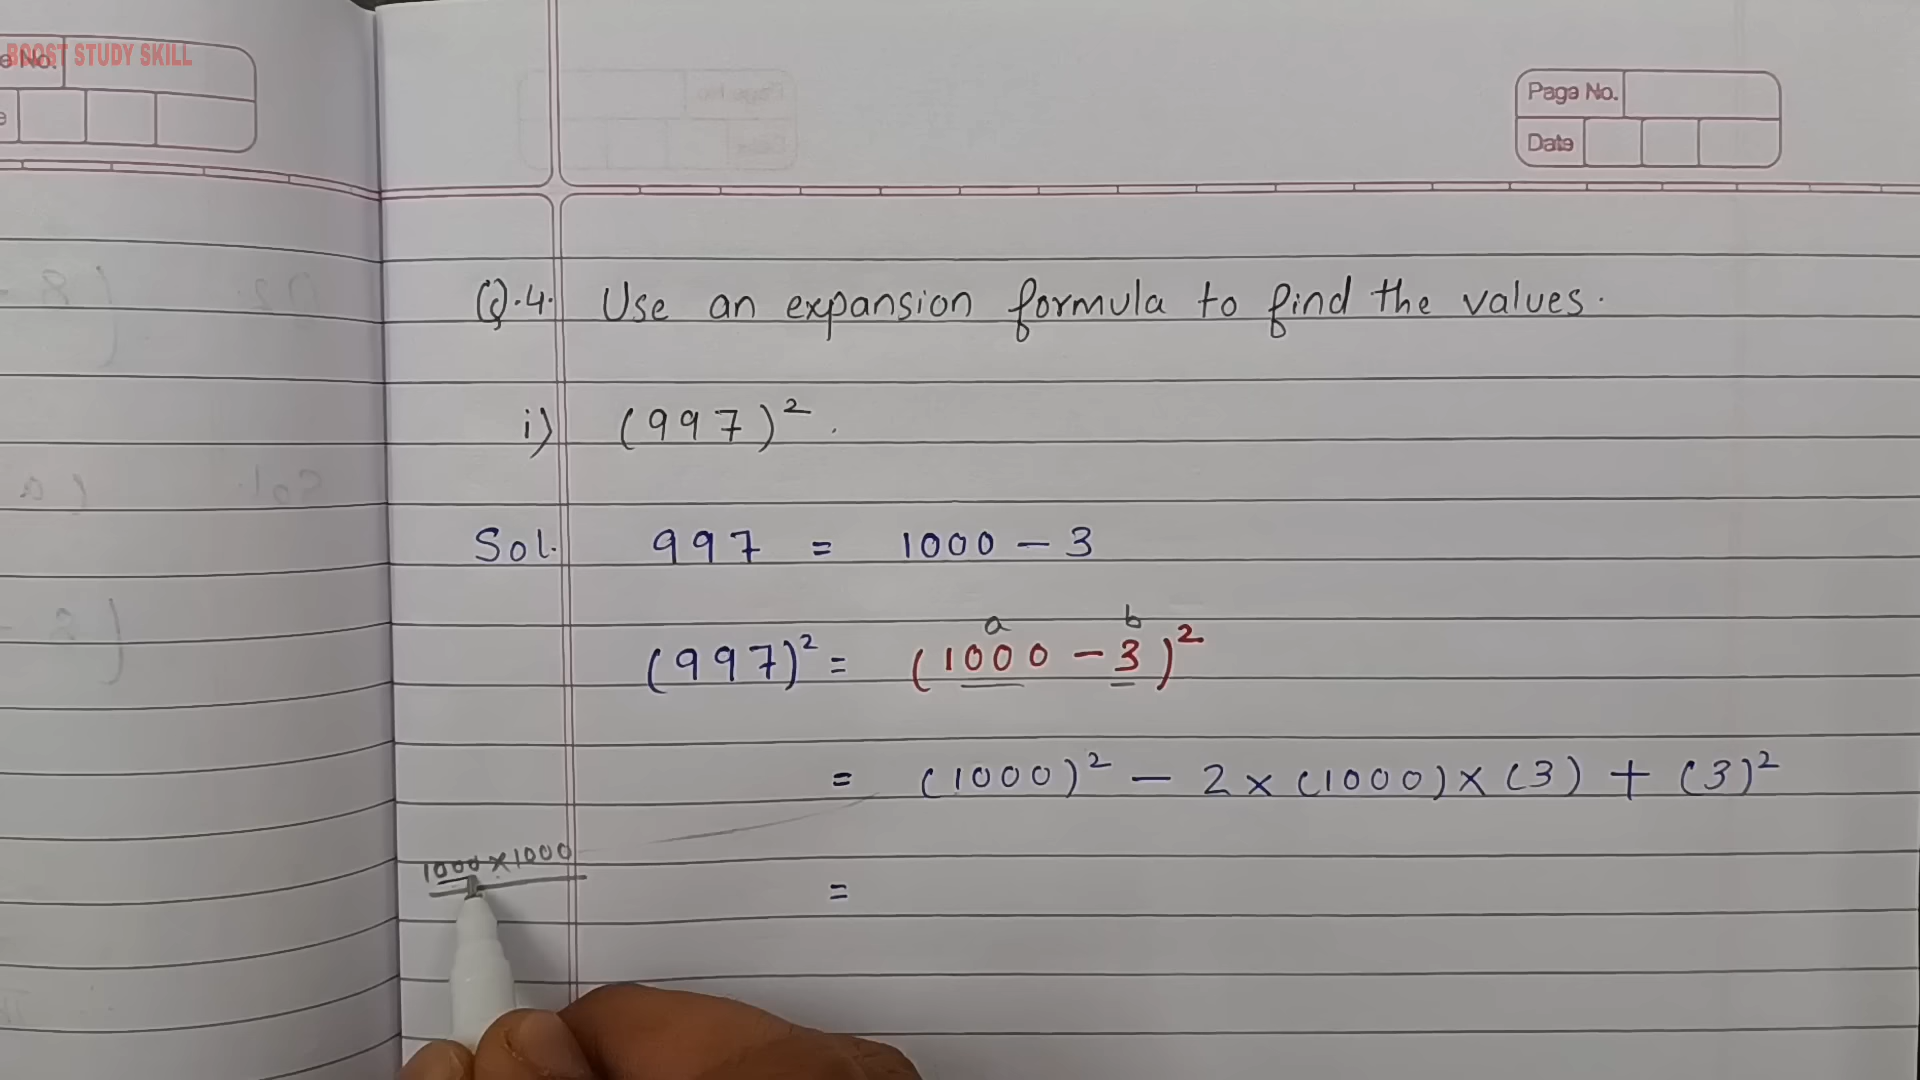 BOOST STUDY SKILL
e No.
Page No.
Date
Q.4. Use an expansion formula to find the values.
i) (997)².
Sol. 997 = 1000 - 3
a b
(997)² = (1000 - 3)²
= (1000)² - 2 × (1000) × (3) + (3)²
1000 × 1000
=